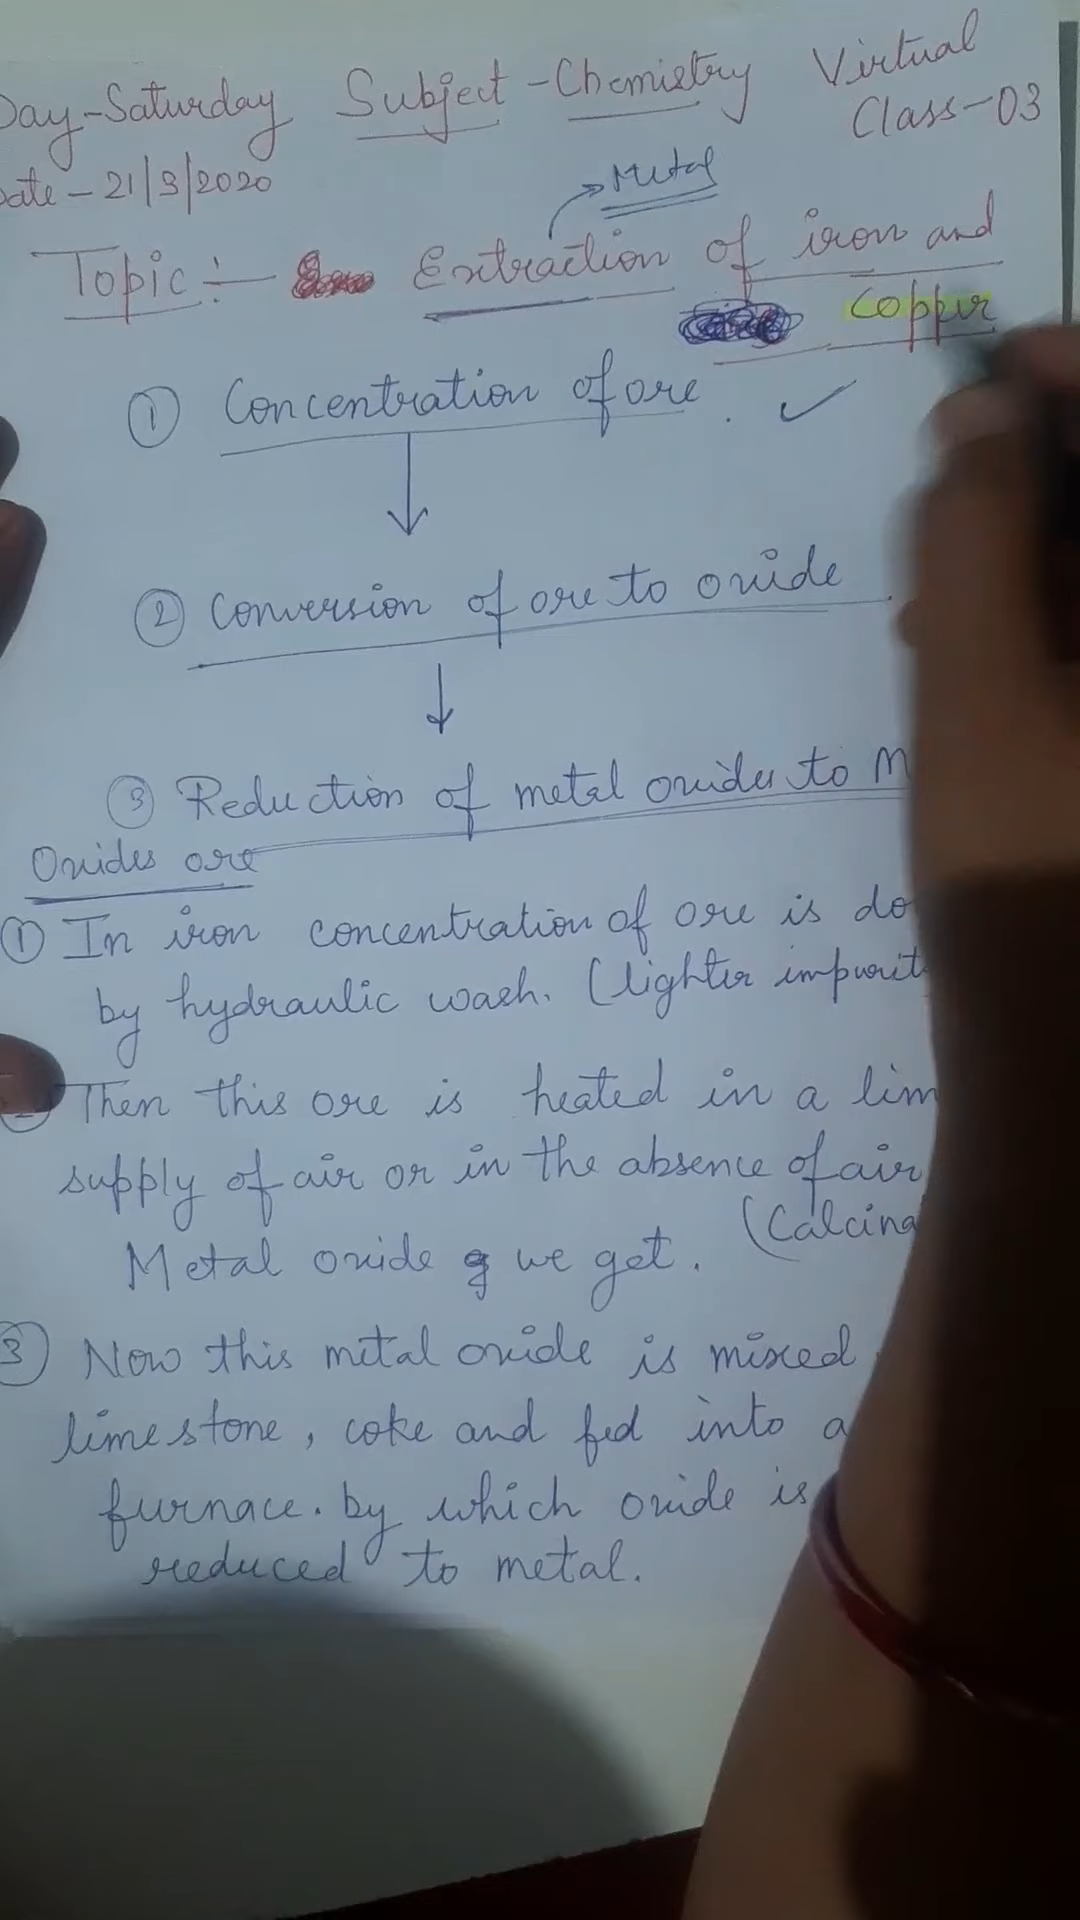 Day-Saturday Subject-Chemistry Virtual
Class-03
Date - 21/3/2020
Metal
Topic:- Extraction of iron and
Copper
① Concentration of ore.
② Conversion of ore to oxide
③ Reduction of metal oxides to M
Oxides ore
① In iron concentration of ore is do
by hydraulic wash. (lighter impurit
Then this ore is heated in a lim
supply of air or in the absence of air
(Calcina
Metal oxide we get.
③ Now this metal oxide is mixed
limestone, coke and fed into a
furnace. by which oxide is
reduced to metal.